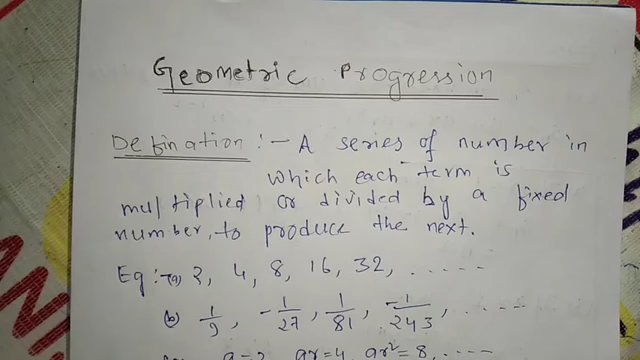 Geometric Progression
Defination :- A series of number in
which each term is
multiplied or divided by a fixed
number, to produce the next.
Eg :- (a) 2, 4, 8, 16, 32, ......
(b) 1/9, -1/27, 1/81, -1/243, ......
a=2, ar=4, ar²=8, ......